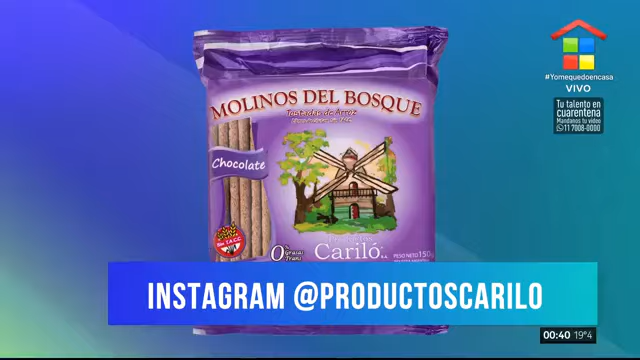 MOLINOS DEL BOSQUE
Tostadas de Arroz
Chocolate
Sin T.A.C.C.
0% Grasas
Trans
Cariló
PESO NETO 150g
INSTAGRAM @PRODUCTOSCARILO
#Yomequedoencasa
VIVO
Tu talento en
cuarentena
Mandanos tu video
11 7008-0000
00:40 19°4